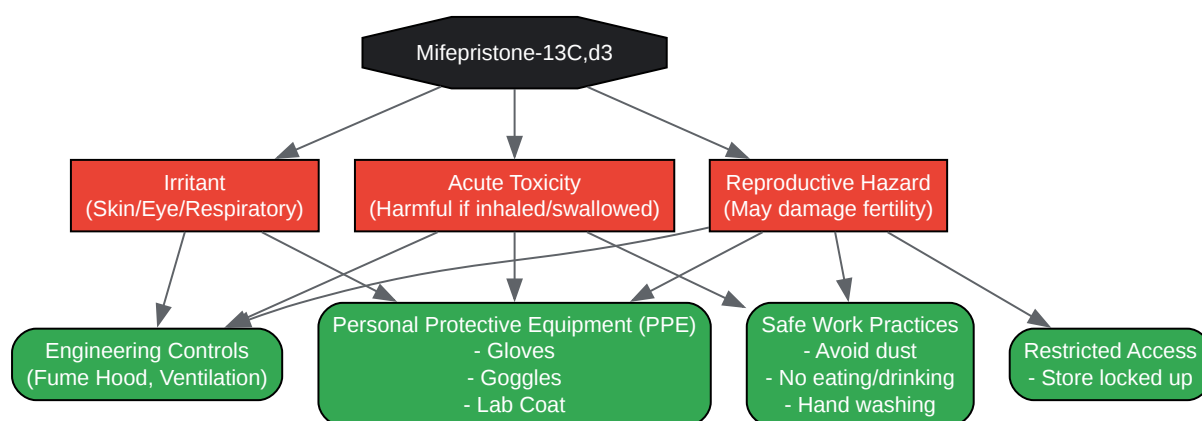 Mifepristone-13C,d3
Irritant
(Skin/Eye/Respiratory)
Acute Toxicity
(Harmful if inhaled/swallowed)
Reproductive Hazard
(May damage fertility)
Engineering Controls
(Fume Hood, Ventilation)
Personal Protective Equipment (PPE)
- Gloves
- Goggles
- Lab Coat
Safe Work Practices
- Avoid dust
- No eating/drinking
- Hand washing
Restricted Access
- Store locked up